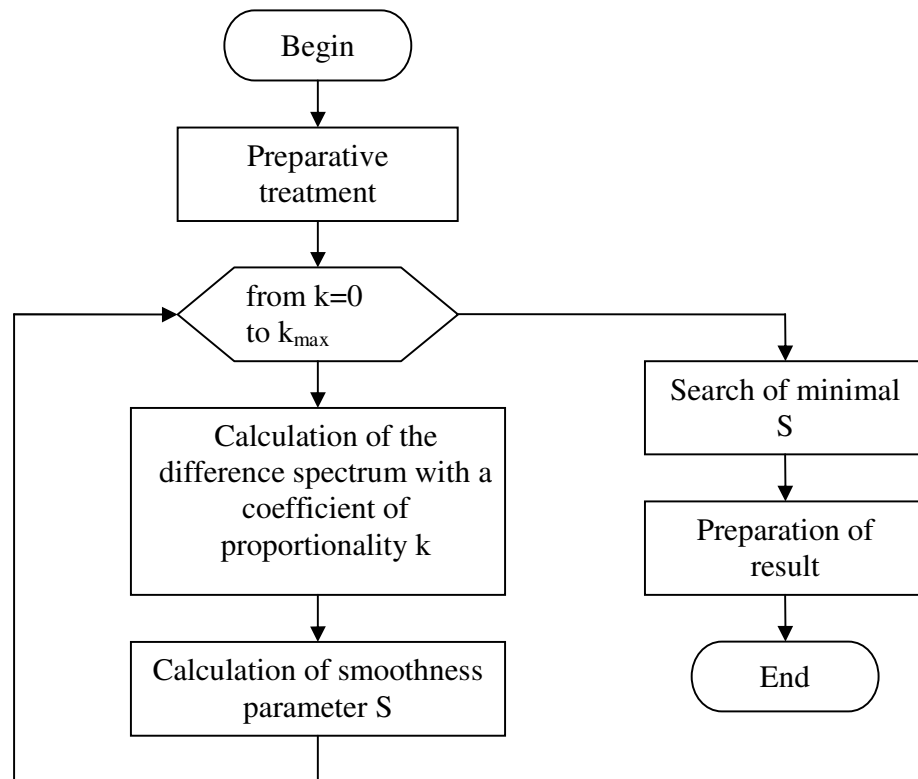 Begin
Preparative
treatment
from k=0
to kmax
Calculation of the
difference spectrum with a
coefficient of
proportionality k
Calculation of smoothness
parameter S
Search of minimal
S
Preparation of
result
End